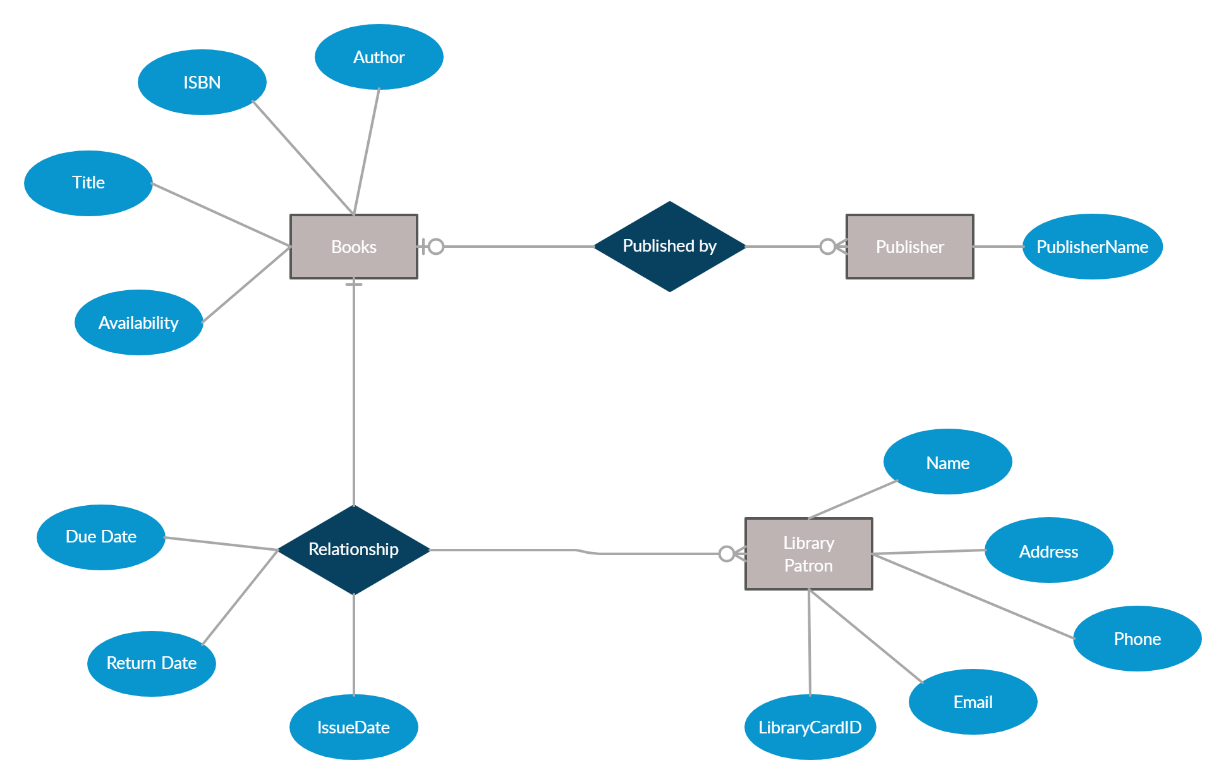 Author
ISBN
Title
Books
Published by
Publisher
PublisherName
Availability
Name
Due Date
Relationship
Library
Patron
Address
Phone
Return Date
Email
IssueDate
LibraryCardID